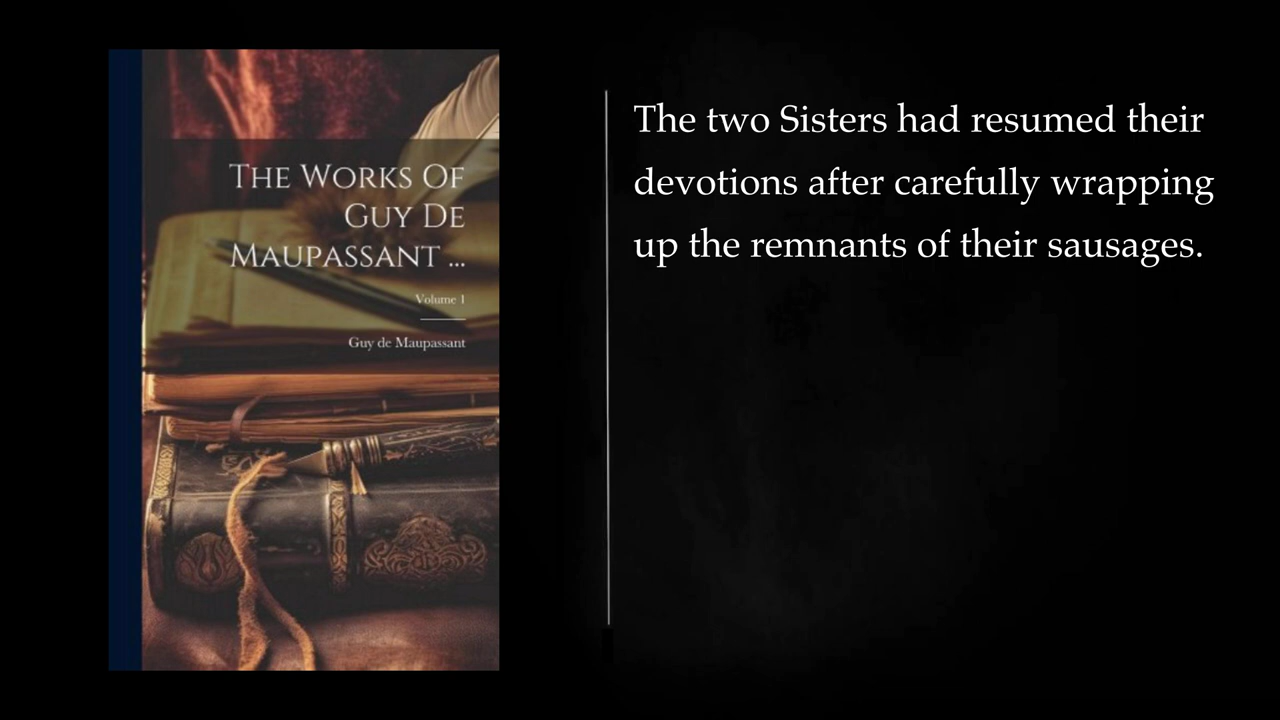 The Works Of
Guy De
Maupassant ...
Volume 1
Guy de Maupassant
The two Sisters had resumed their
devotions after carefully wrapping
up the remnants of their sausages.